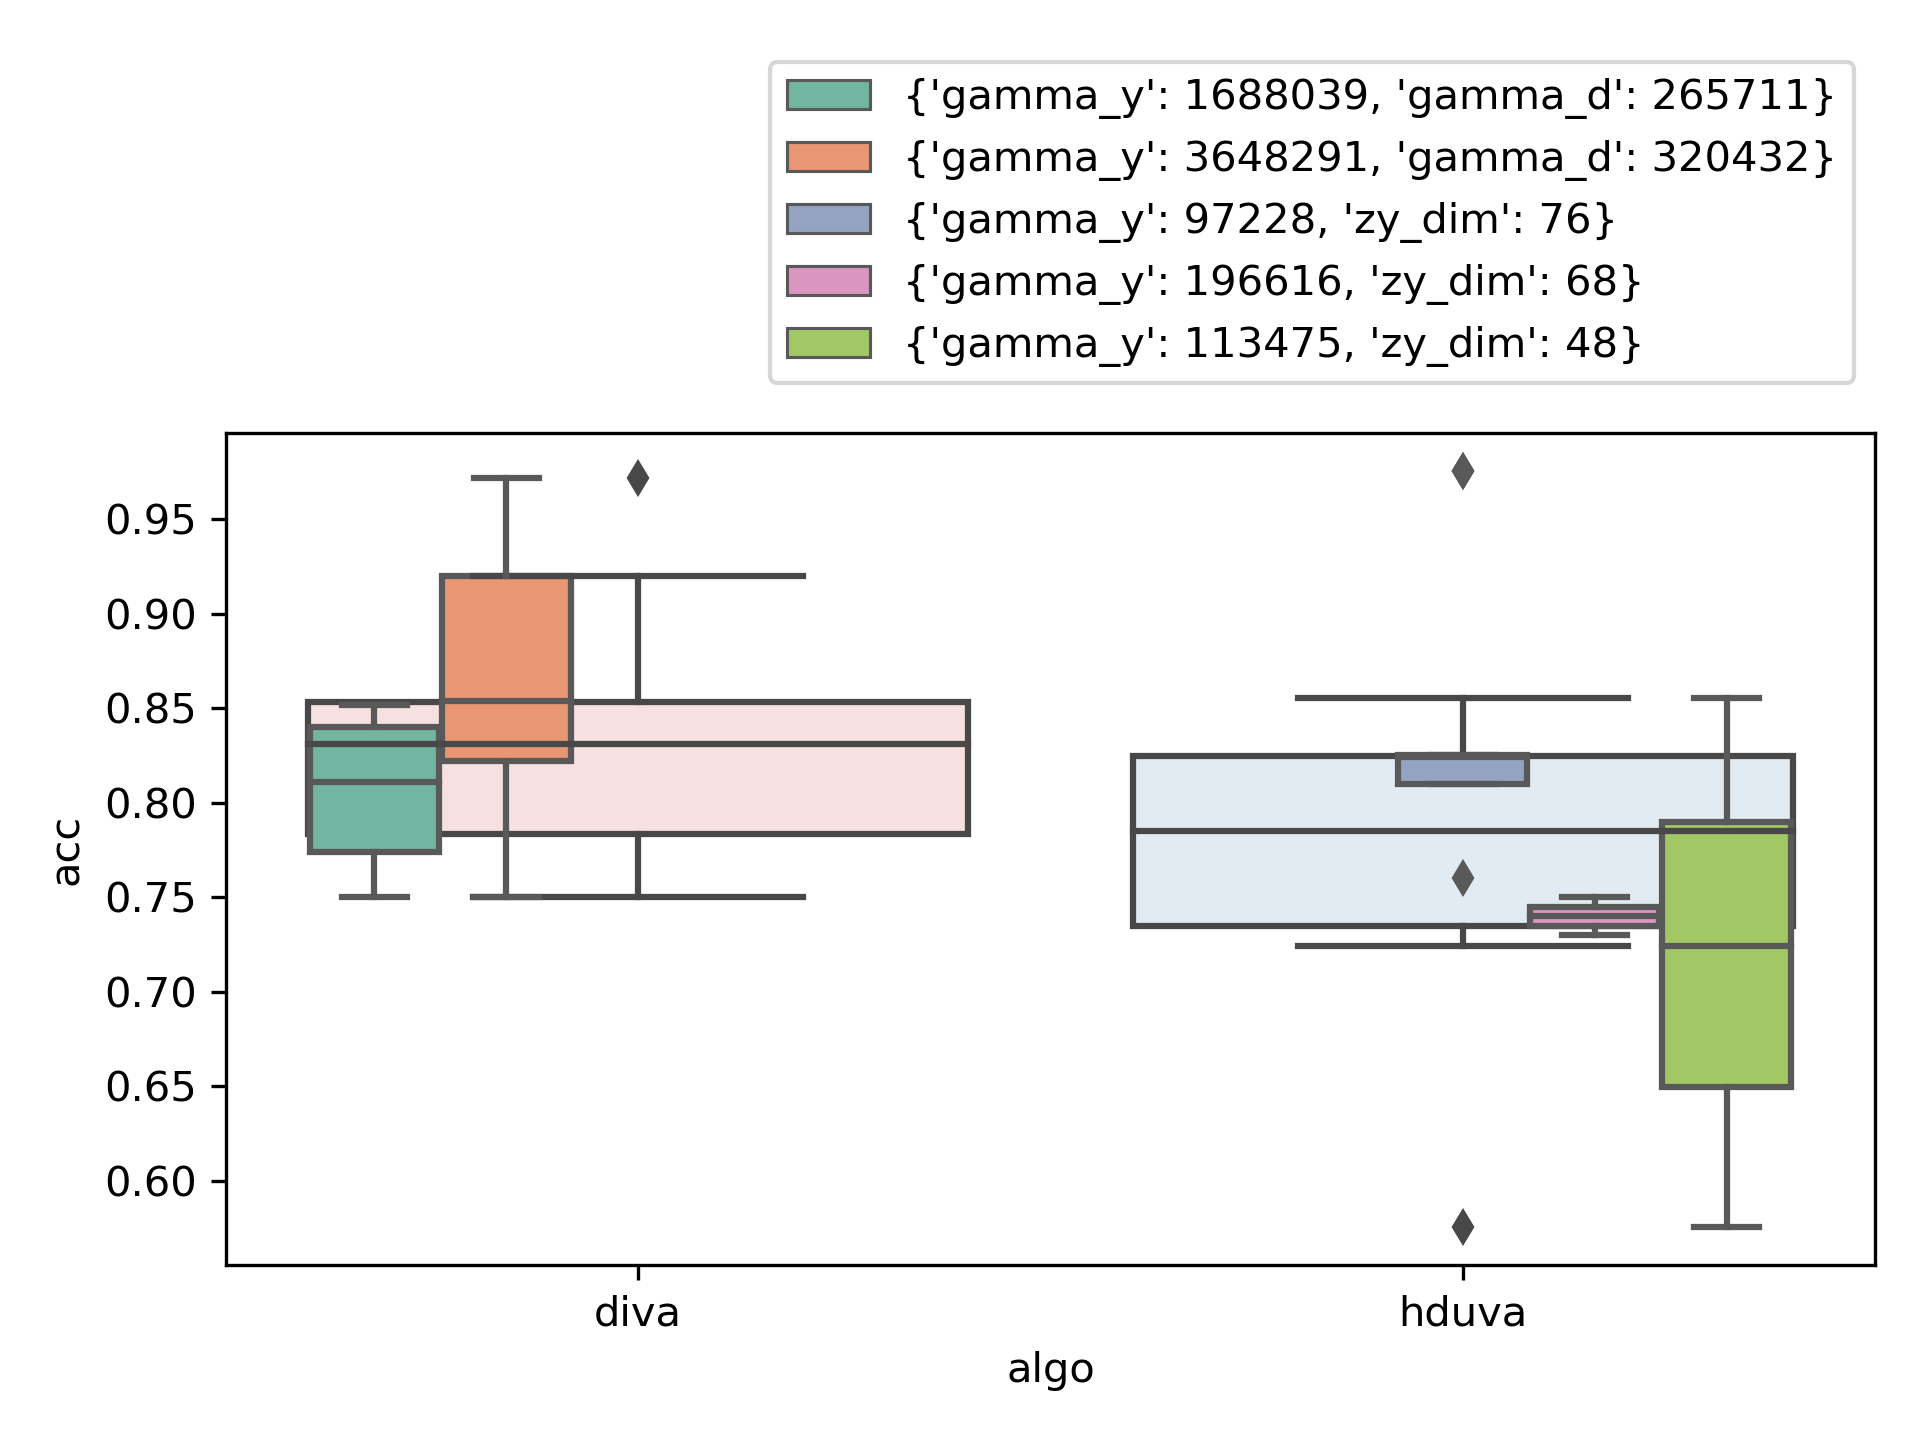 {'gamma_y': 1688039, 'gamma_d': 265711}
{'gamma_y': 3648291, 'gamma_d': 320432}
{'gamma_y': 97228, 'zy_dim': 76}
{'gamma_y': 196616, 'zy_dim': 68}
{'gamma_y': 113475, 'zy_dim': 48}
0.95
0.90
0.85
0.80
0.75
0.70
0.65
0.60
acc
diva
hduva
algo